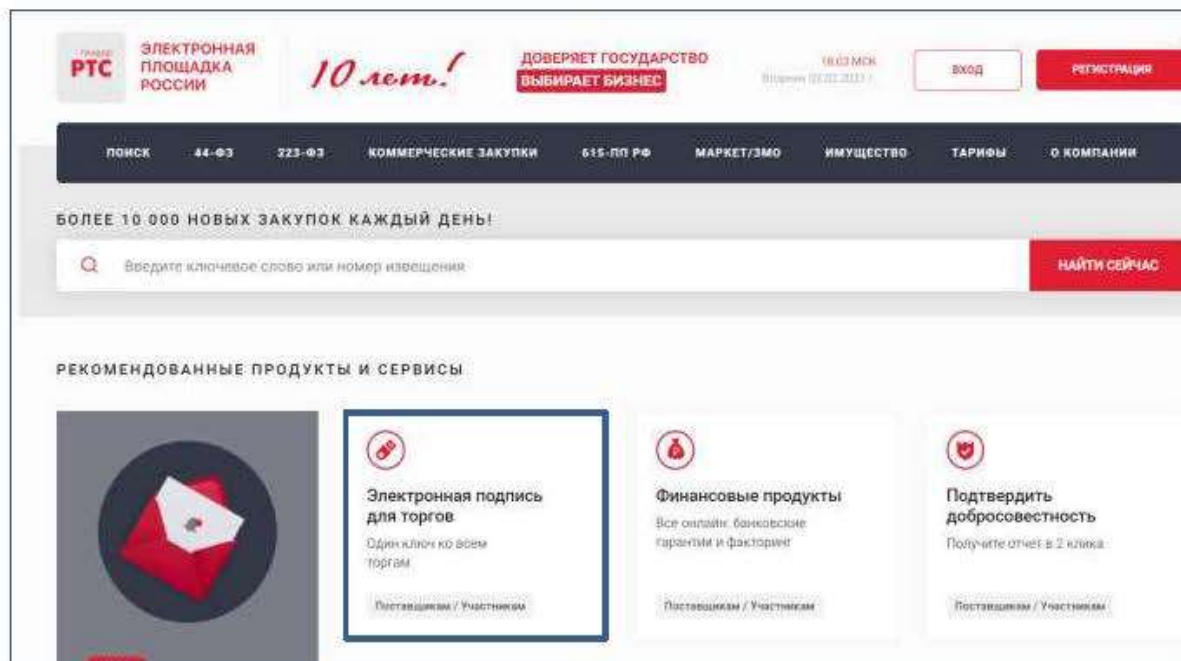 РТС
ЭЛЕКТРОННАЯ
ПЛОЩАДКА
РОССИИ
10 лет!
ДОВЕРЯЕТ ГОСУДАРСТВО
ВЫБИРАЕТ БИЗНЕС
МСК
Вторник
ВХОД
РЕГИСТРАЦИЯ
ПОИСК 44-ФЗ 223-ФЗ КОММЕРЧЕСКИЕ ЗАКУПКИ 615-ПП РФ МАРКЕТ/ЗМО ИМУЩЕСТВО ТАРИФЫ О КОМПАНИИ
БОЛЕЕ 10 000 НОВЫХ ЗАКУПОК КАЖДЫЙ ДЕНЬ!
Введите ключевое слово или номер извещения
НАЙТИ СЕЙЧАС
РЕКОМЕНДОВАННЫЕ ПРОДУКТЫ И СЕРВИСЫ
Электронная подпись
для торгов
Один ключ ко всем
торгам
Поставщикам / Участникам
Финансовые продукты
Все онлайн: банковские
гарантии и факторинг
Поставщикам / Участникам
Подтвердить
добросовестность
Получите отчет в 2 клика
Поставщикам / Участникам